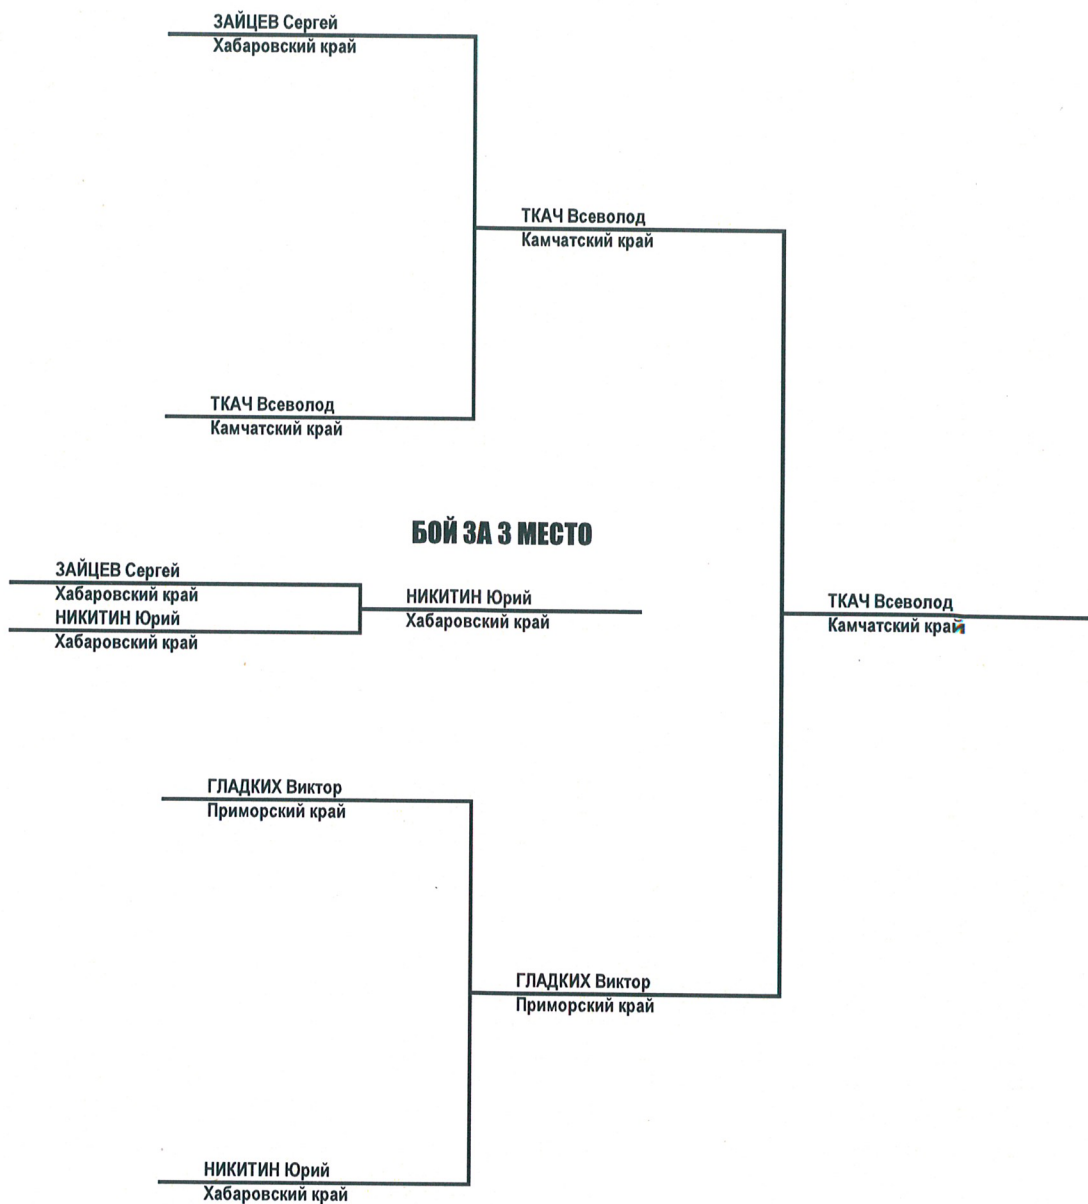 ЗАЙЦЕВ Сергей
Хабаровский край
ТКАЧ Всеволод
Камчатский край
ТКАЧ Всеволод
Камчатский край
БОЙ ЗА 3 МЕСТО
ЗАЙЦЕВ Сергей
Хабаровский край
НИКИТИН Юрий
Хабаровский край
НИКИТИН Юрий
Хабаровский край
ТКАЧ Всеволод
Камчатский край
ГЛАДКИХ Виктор
Приморский край
ГЛАДКИХ Виктор
Приморский край
НИКИТИН Юрий
Хабаровский край